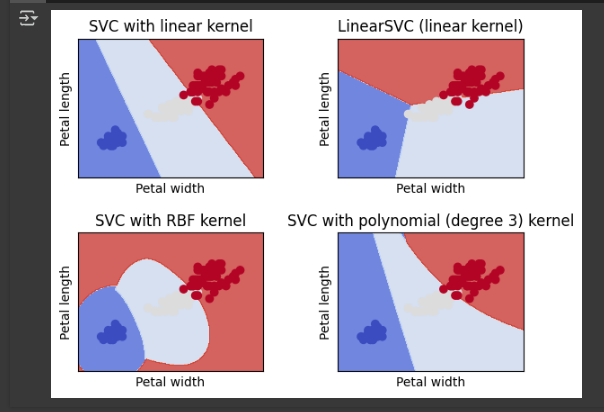 SVC with linear kernel
LinearSVC (linear kernel)
Petal length
Petal length
Petal width
Petal width
SVC with RBF kernel
SVC with polynomial (degree 3) kernel
Petal length
Petal length
Petal width
Petal width